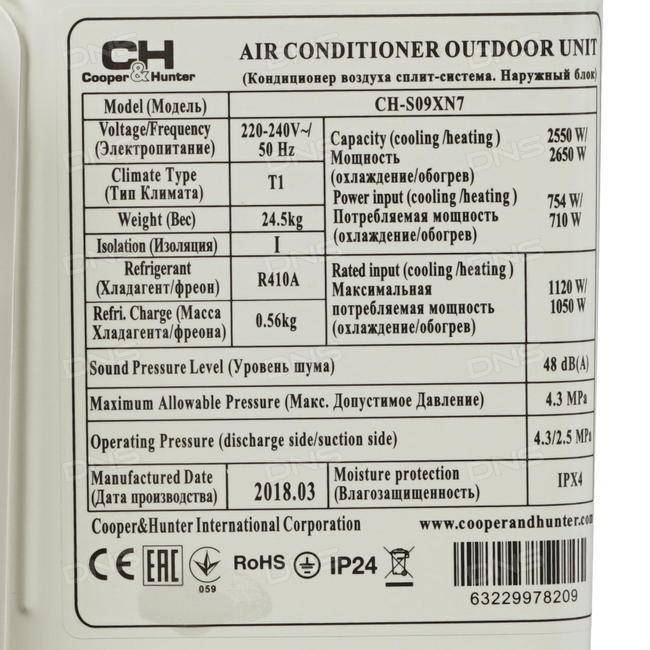 CH
Cooper&Hunter
AIR CONDITIONER OUTDOOR UNIT
(Кондиционер воздуха сплит-система. Наружный блок
Model (Модель)
CH-S09XN7
Voltage/Frequency
(Электропитание)
220-240V~/
50 Hz
Climate Type
(Тип Климата)
T1
Weight (Вес)
24.5kg
Isolation (Изоляция)
I
Refrigerant
(Хладагент/фреон)
R410A
Refri. Charge (Масса
Хладагента/фреона)
0.56kg
Capacity (cooling /heating )
Мощность
(охлаждение/обогрев)
2550 W/
2650 W
Power input (cooling /heating )
Потребляемая мощность
(охлаждение/обогрев)
754 W/
710 W
Rated input (cooling /heating )
Максимальная
потребляемая мощность
(охлаждение/обогрев)
1120 W/
1050 W
Sound Pressure Level (Уровень шума)
48 dB(A)
Maximum Allowable Pressure (Макс. Допустимое Давление)
4.3 MPa
Operating Pressure (discharge side/suction side)
4.3/2.5 MPa
Manufactured Date
(Дата производства)
2018.03
Moisture protection
(Влагозащищенность)
IPX4
Cooper&Hunter International Corporation
www.cooperandhunter.com
CE EAC
059
RoHS
IP24
63229978209
DNS